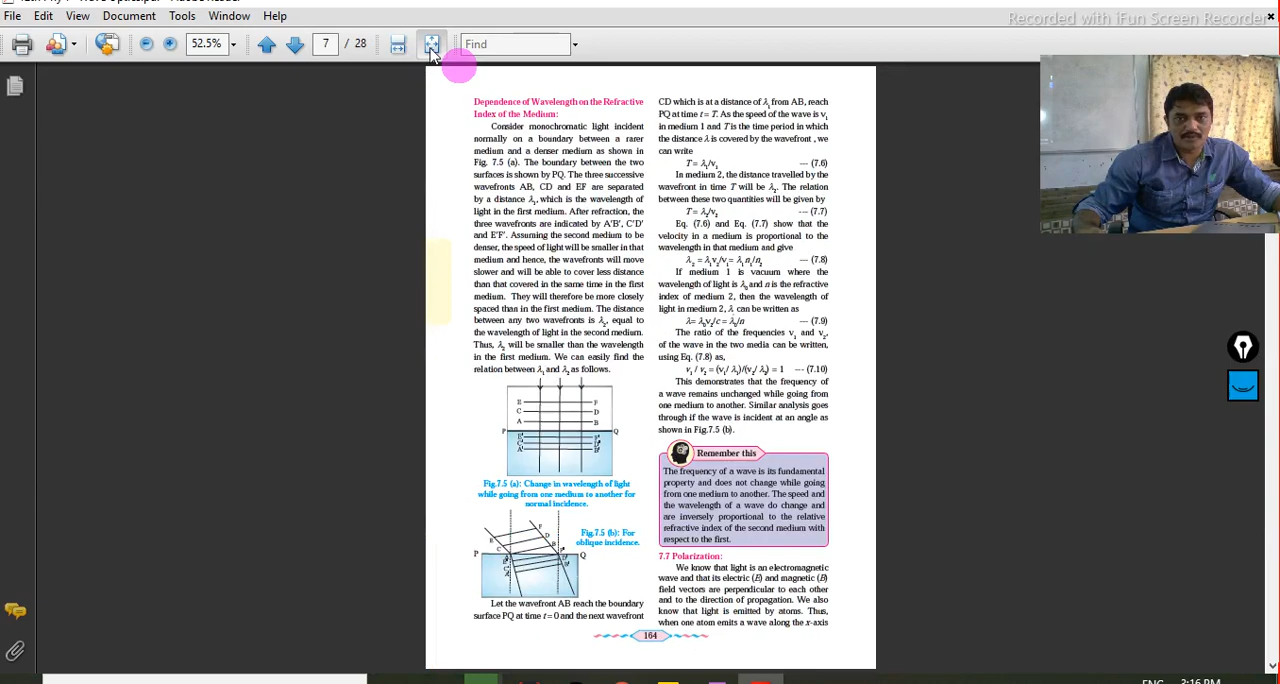 File Edit View Document Tools Window Help
Recorded with iFun Screen Recorder
52.5% 7 / 28 Find
Dependence of Wavelength on the Refractive
Index of the Medium:
Consider monochromatic light incident
normally on a boundary between a rarer
medium and a denser medium as shown in
Fig. 7.5 (a). The boundary between the two
surfaces is shown by PQ. The three successive
wavefronts AB, CD and EF are separated
by a distance λ₁, which is the wavelength of
light in the first medium. After refraction, the
three wavefronts are indicated by A'B', C'D'
and E'F'. Assuming the second medium to be
denser, the speed of light will be smaller in that
medium and hence, the wavefronts will move
slower and will be able to cover less distance
than that covered in the same time in the first
medium. They will therefore be more closely
spaced than in the first medium. The distance
between any two wavefronts is λ₂, equal to
the wavelength of light in the second medium.
Thus, λ₂ will be smaller than the wavelength
in the first medium. We can easily find the
relation between λ₁ and λ₂ as follows.
E F
C D
A B
P Q
Fig.7.5 (a): Change in wavelength of light
while going from one medium to another for
normal incidence.
Fig.7.5 (b): For
oblique incidence.
E F
C D
B
P Q
Let the wavefront AB reach the boundary
surface PQ at time t = 0 and the next wavefront
CD which is at a distance of λ₁ from AB, reach
PQ at time t = T. As the speed of the wave is v₁
in medium 1 and T is the time period in which
the distance λ is covered by the wavefront , we
can write
T = λ₁/v₁ --- (7.6)
In medium 2, the distance travelled by the
wavefront in time T will be λ₂. The relation
between these two quantities will be given by
T = λ₂/v₂ --- (7.7)
Eq. (7.6) and Eq. (7.7) show that the
velocity in a medium is proportional to the
wavelength in that medium and give
λ₂ = λ₁v₂/v₁= λ₁n₁/n₂ --- (7.8)
If medium 1 is vacuum where the
wavelength of light is λ₀ and n is the refractive
index of medium 2, then the wavelength of
light in medium 2, λ can be written as
λ= λ₀v₂/c = λ₀/n --- (7.9)
The ratio of the frequencies ν₁ and ν₂,
of the wave in the two media can be written,
using Eq. (7.8) as,
ν₁ / ν₂ = (v₁/ λ₁)/(v₂/ λ₂) = 1 --- (7.10)
This demonstrates that the frequency of
a wave remains unchanged while going from
one medium to another. Similar analysis goes
through if the wave is incident at an angle as
shown in Fig.7.5 (b).
Remember this
The frequency of a wave is its fundamental
property and does not change while going
from one medium to another. The speed and
the wavelength of a wave do change and
are inversely proportional to the relative
refractive index of the second medium with
respect to the first.
7.7 Polarization:
We know that light is an electromagnetic
wave and that its electric (E) and magnetic (B)
field vectors are perpendicular to each other
and to the direction of propagation. We also
know that light is emitted by atoms. Thus,
when one atom emits a wave along the x-axis
164